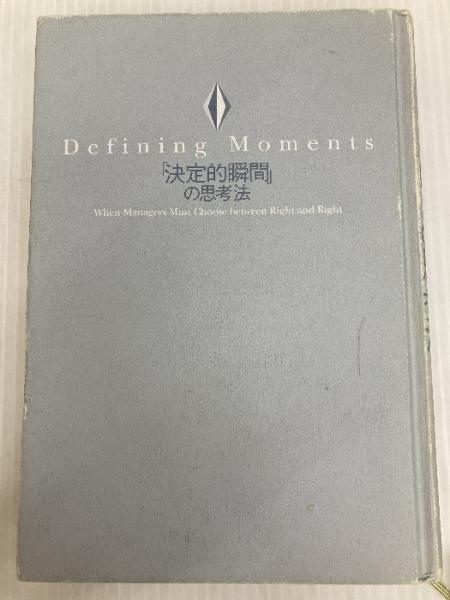 Defining Moments
「決定的瞬間」
の思考法
When Managers Must Choose between Right and Right